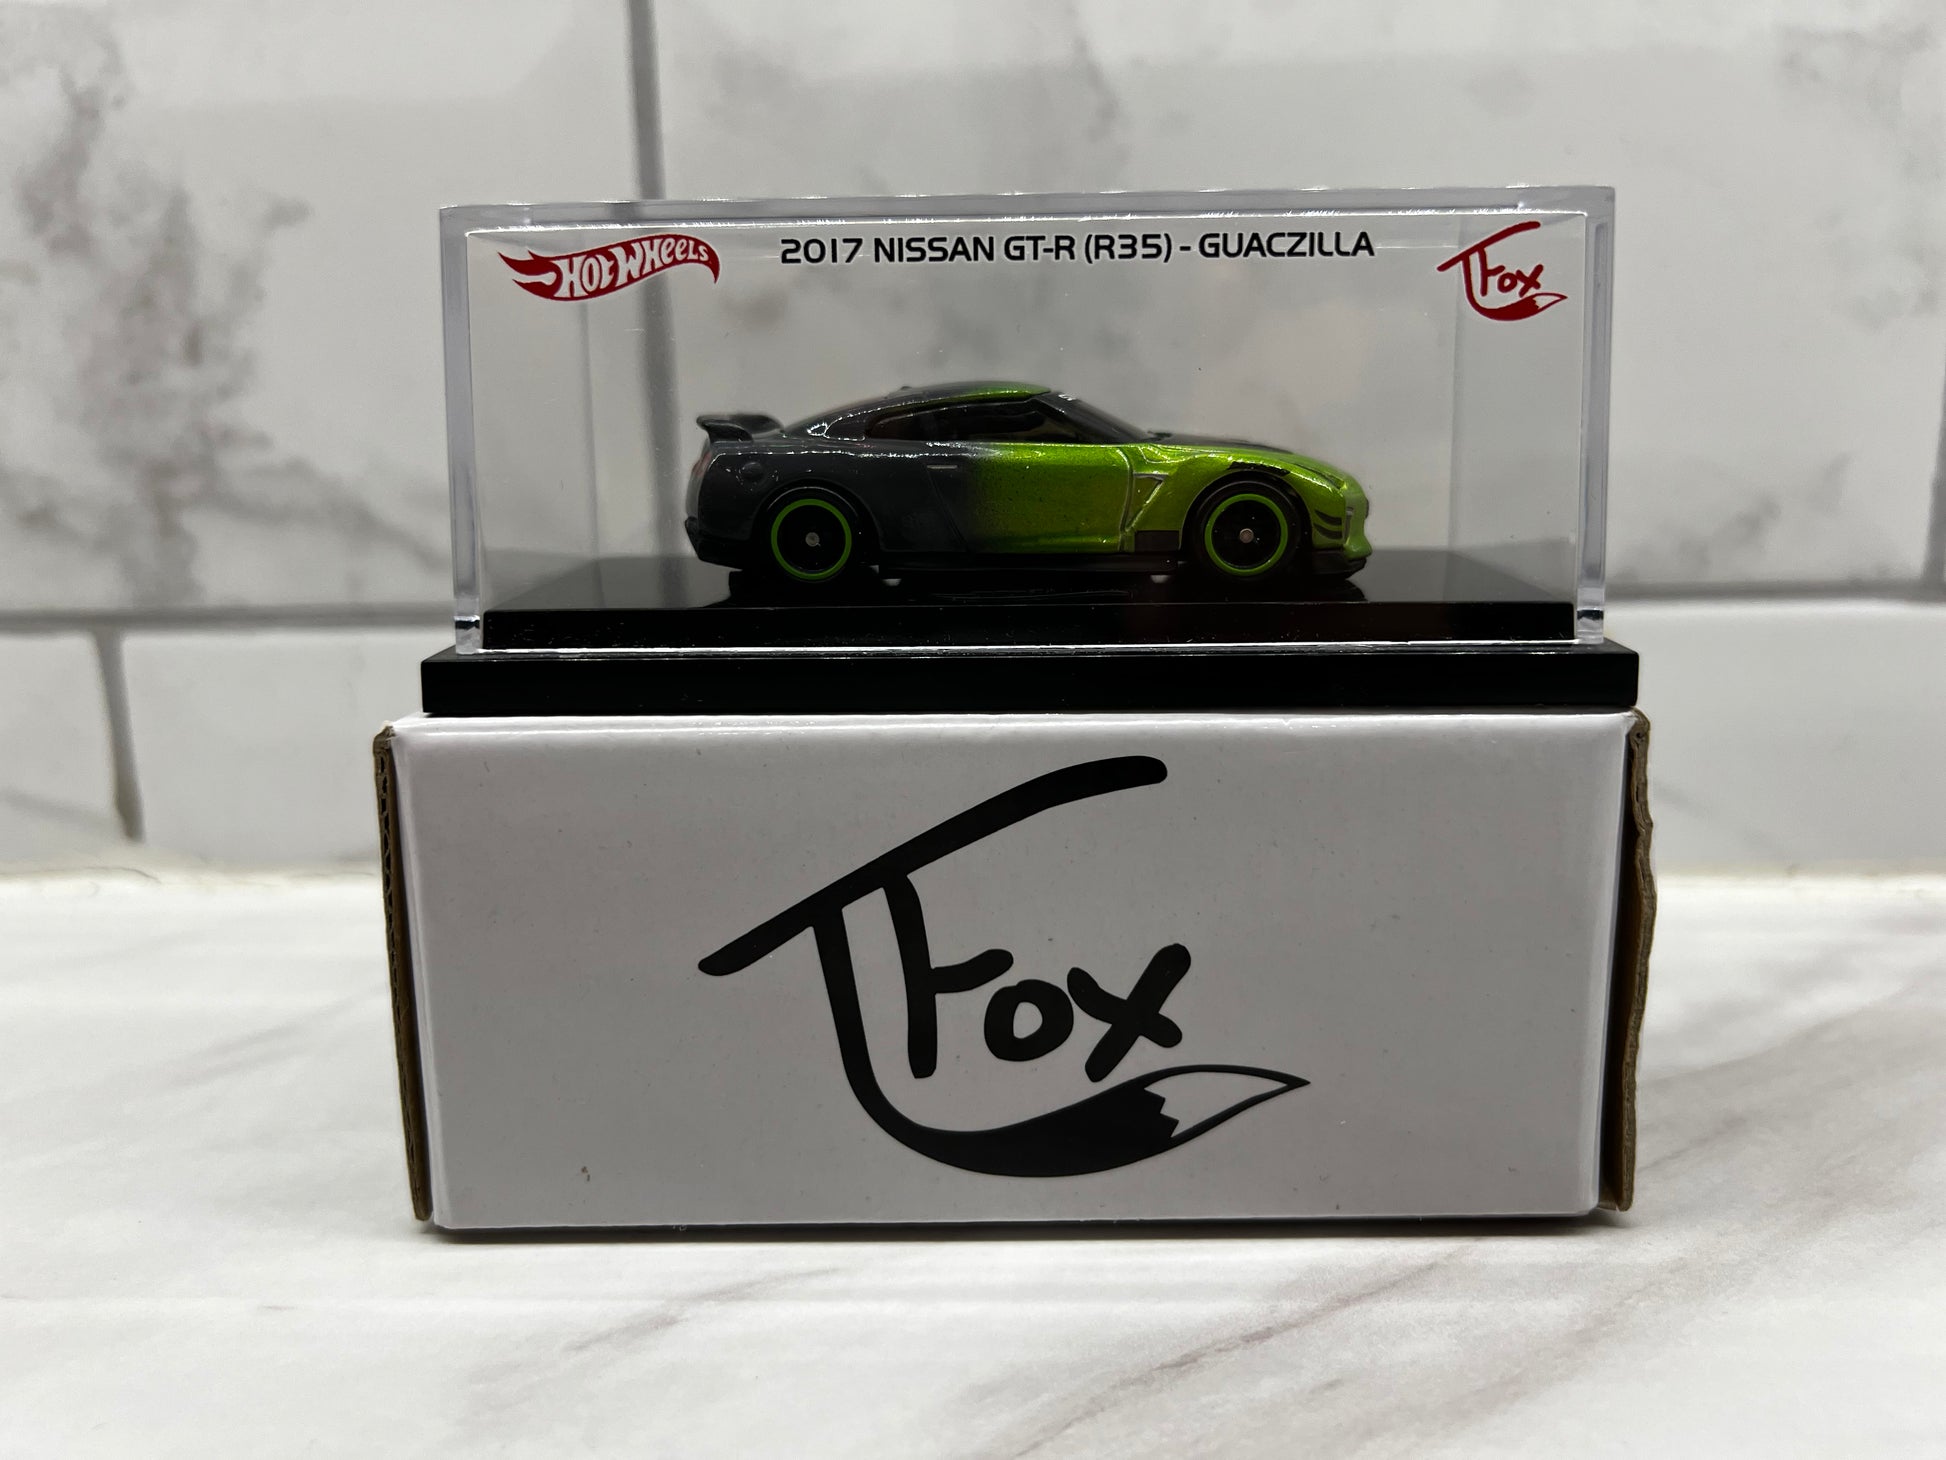 HOT WHEELS
2017 NISSAN GT-R (R35) - GUACZILLA
TFox
TFox